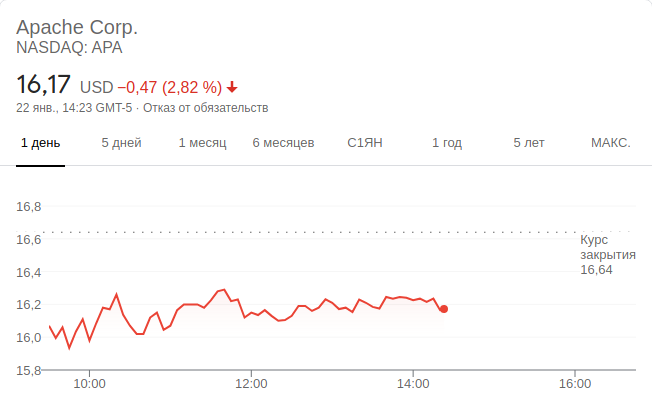 Apache Corp.
NASDAQ: APA
16,17 USD −0,47 (2,82 %)
22 янв., 14:23 GMT-5 · Отказ от обязательств
1 день 5 дней 1 месяц 6 месяцев С1ЯН 1 год 5 лет МАКС.
16,8
16,6
Курс
закрытия
16,64
16,4
16,2
16,0
15,8
10:00 12:00 14:00 16:00